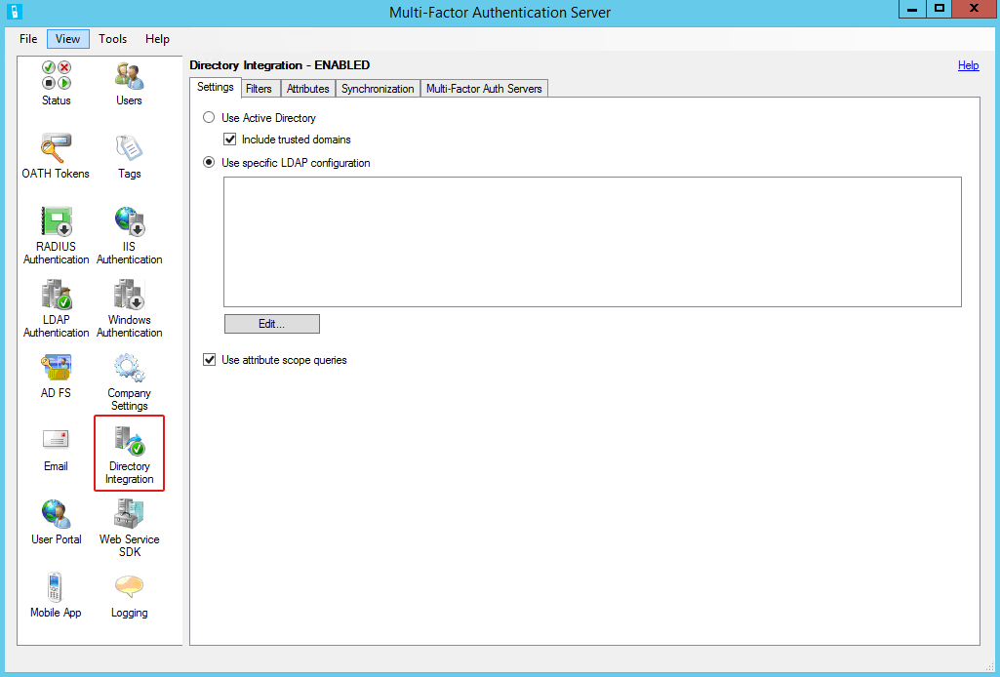 Multi-Factor Authentication Server
File View Tools Help
Status
Users
OATH Tokens
Tags
RADIUS
Authentication
IIS
Authentication
LDAP
Authentication
Windows
Authentication
AD FS
Company
Settings
Email
Directory
Integration
User Portal
Web Service
SDK
Mobile App
Logging
Directory Integration - ENABLED
Help
Settings Filters Attributes Synchronization Multi-Factor Auth Servers
Use Active Directory
Include trusted domains
Use specific LDAP configuration
Edit...
Use attribute scope queries